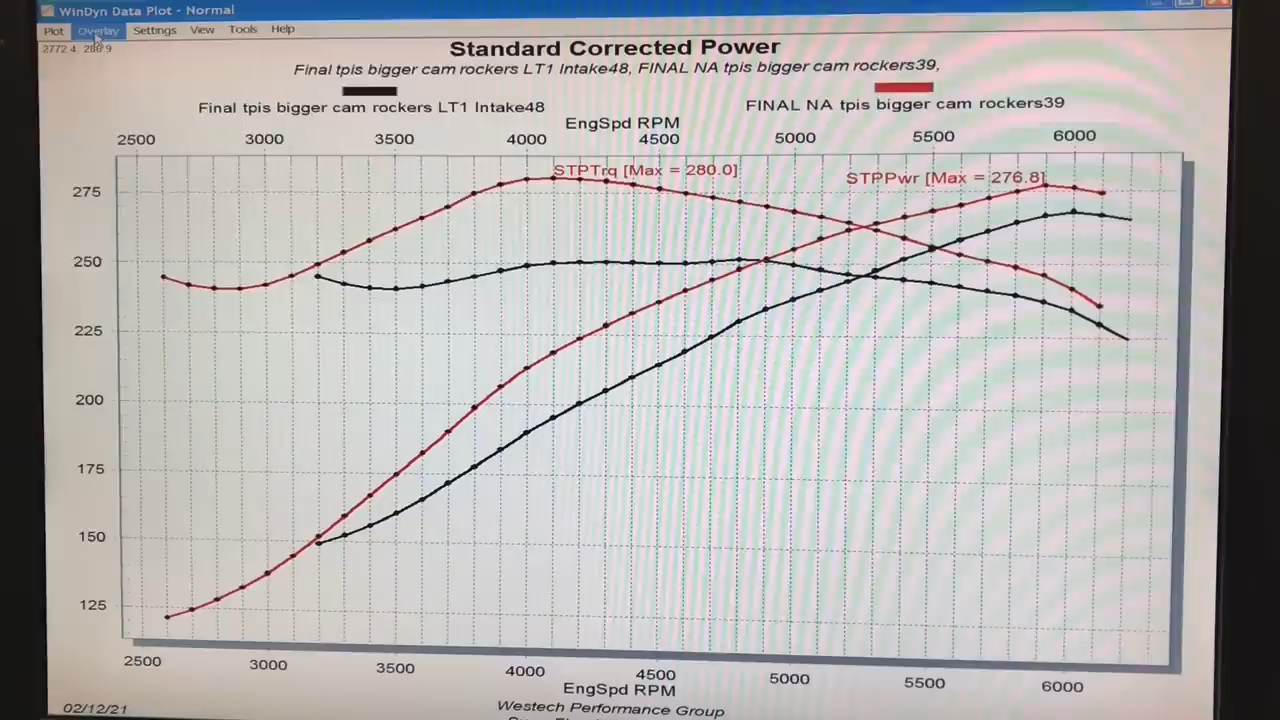 WinDyn Data Plot - Normal
Plot Overlay Settings View Tools Help
Standard Corrected Power
Final tpis bigger cam rockers LT1 Intake48, FINAL NA tpis bigger cam rockers39,
Final tpis bigger cam rockers LT1 Intake48 FINAL NA tpis bigger cam rockers39
EngSpd RPM
2500 3000 3500 4000 4500 5000 5500 6000
STPTrq [Max = 280.0] STPPwr [Max = 276.8]
275
250
225
200
175
150
125
2500 3000 3500 4000 4500 5000 5500 6000
EngSpd RPM
02/12/21
Westech Performance Group